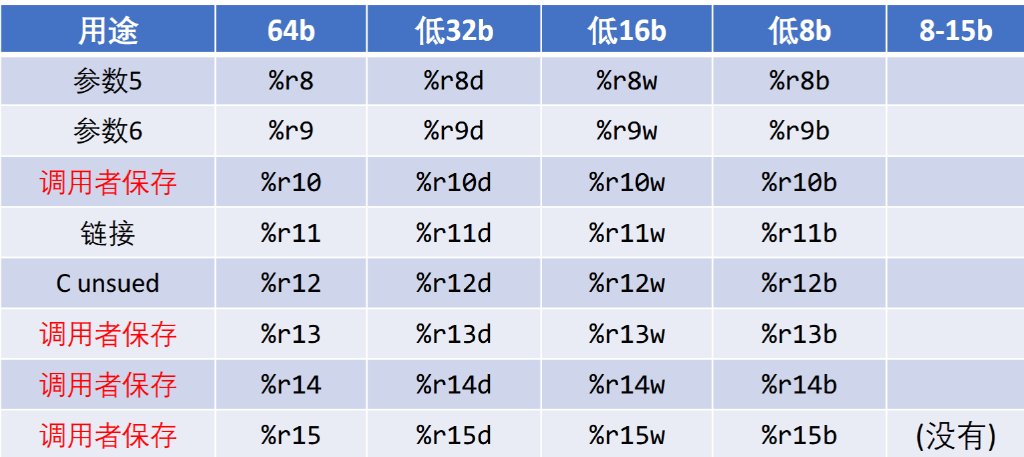 用途 64b 低32b 低16b 低8b 8-15b
参数5 %r8 %r8d %r8w %r8b
参数6 %r9 %r9d %r9w %r9b
调用者保存 %r10 %r10d %r10w %r10b
链接 %r11 %r11d %r11w %r11b
C unsued %r12 %r12d %r12w %r12b
调用者保存 %r13 %r13d %r13w %r13b
调用者保存 %r14 %r14d %r14w %r14b
调用者保存 %r15 %r15d %r15w %r15b (没有)